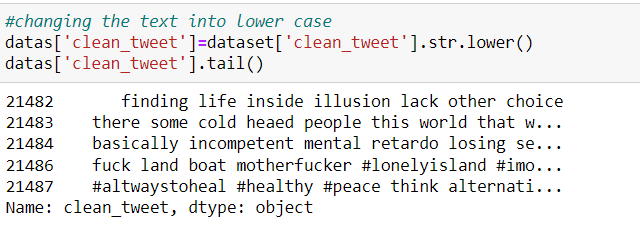 #changing the text into lower case
datas['clean_tweet']=dataset['clean_tweet'].str.lower()
datas['clean_tweet'].tail()
21482 finding life inside illusion lack other choice
21483 there some cold heaed people this world that w...
21484 basically incompetent mental retardo losing se...
21486 fuck land boat motherfucker #lonelyisland #imo...
21487 #altwaystoheal #healthy #peace think alternati...
Name: clean_tweet, dtype: object